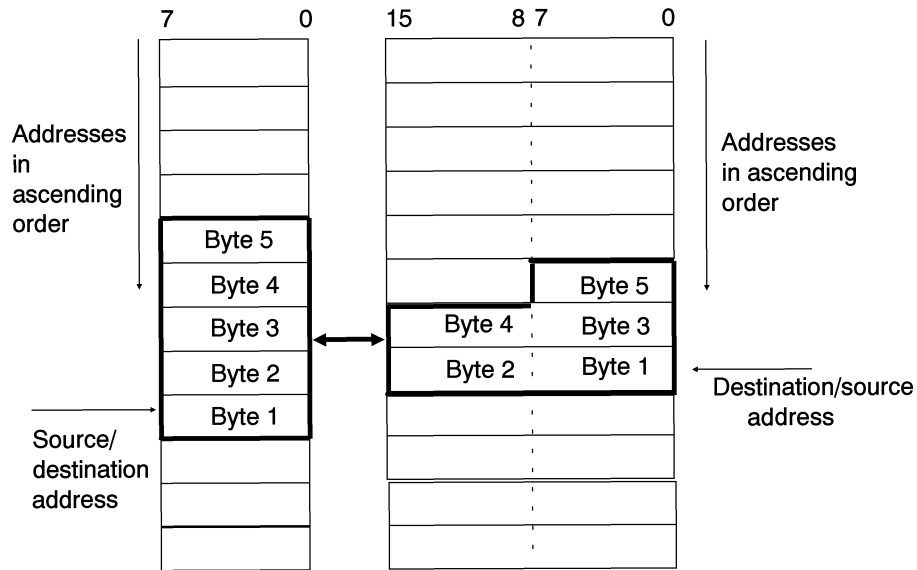 7 0
15 8 7 0
Addresses
in
ascending
order
Byte 5
Byte 4
Byte 3
Byte 2
Byte 1
Source/
destination
address
Byte 5
Byte 4 Byte 3
Byte 2 Byte 1
Addresses
in ascending
order
Destination/source
address